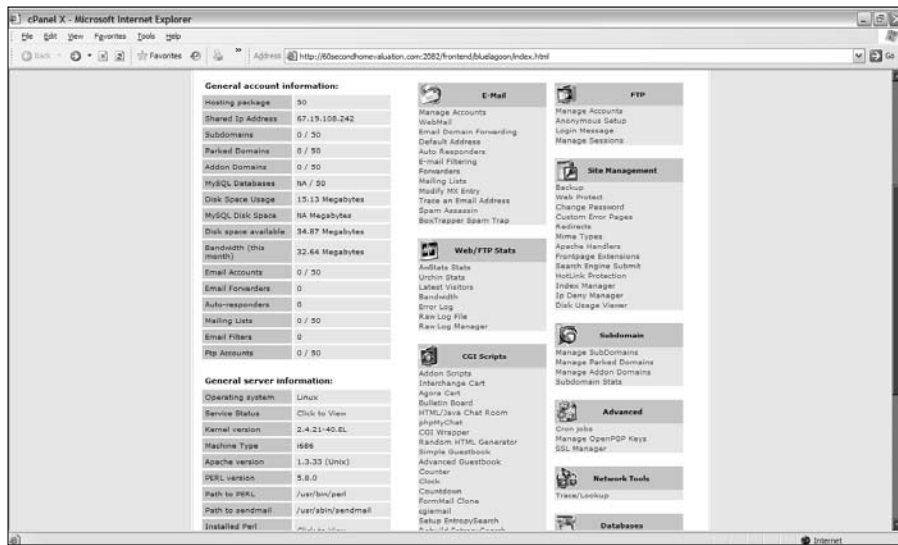 cPanel X - Microsoft Internet Explorer
File Edit View Favorites Tools Help
Back Favorites Address http://60secondhomevaluation.com:2082/frontend/bluelagoon/index.html Go
General account information:
Hosting package 50
Shared Ip Address 67.15.108.242
Subdomains 0 / 50
Parked Domains 0 / 50
Addon Domains 0 / 50
MySQL Databases NA / 50
Disk Space Usage 15.13 Megabytes
MySQL Disk Space NA Megabytes
Disk space available 34.87 Megabytes
Bandwidth (this
month) 32.64 Megabytes
Email Accounts 0 / 50
Email Forwarders 0
Auto-responders
Mailing Lists 0 / 50
Email Filters 0
Ftp Accounts 0 / 50
General server information:
Operating system Linux
Service Status Click to View
Kernel version 2.4.21-40.EL
Machine Type i686
Apache version 1.3.33 (Unix)
PERL version 5.8.0
Path to PERL /usr/bin/perl
Path to sendmail /usr/sbin/sendmail
Installed Perl Click to View
E-Mail
Manage Accounts
WebMail
Email Domain Forwarding
Default Address
Auto Responders
E-mail Filtering
Forwarders
Mailing Lists
Modify MX Entry
Trace an Email Address
Spam Assassin
BoxTrapper Spam Trap
Web/FTP Stats
AwStats Stats
Urchin Stats
Latest Visitors
Bandwidth
Error Log
Raw Log File
Raw Log Manager
CGI Scripts
Addon Scripts
Interchange Cart
Agora Cart
Bulletin Board
HTML/Java Chat Room
phpMyChat
CGI Wrapper
Random HTML Generator
Simple Guestbook
Advanced Guestbook
Counter
Clock
Countdown
FormMail Clone
cgiemail
Setup EntropySearch
Rebuild EntropySearch
FTP
Manage Accounts
Anonymous Setup
Login Message
Manage Sessions
Site Management
Backup
Web Protect
Change Password
Custom Error Pages
Redirects
Mime Types
Apache Handlers
Frontpage Extensions
Search Engine Submit
HotLink Protection
Index Manager
Ip Deny Manager
Disk Usage Viewer
Subdomain
Manage SubDomains
Manage Parked Domains
Manage Addon Domains
Subdomain Stats
Advanced
Cron jobs
Manage OpenPGP Keys
SSL Manager
Network Tools
Trace/Lookup
Databases
Internet